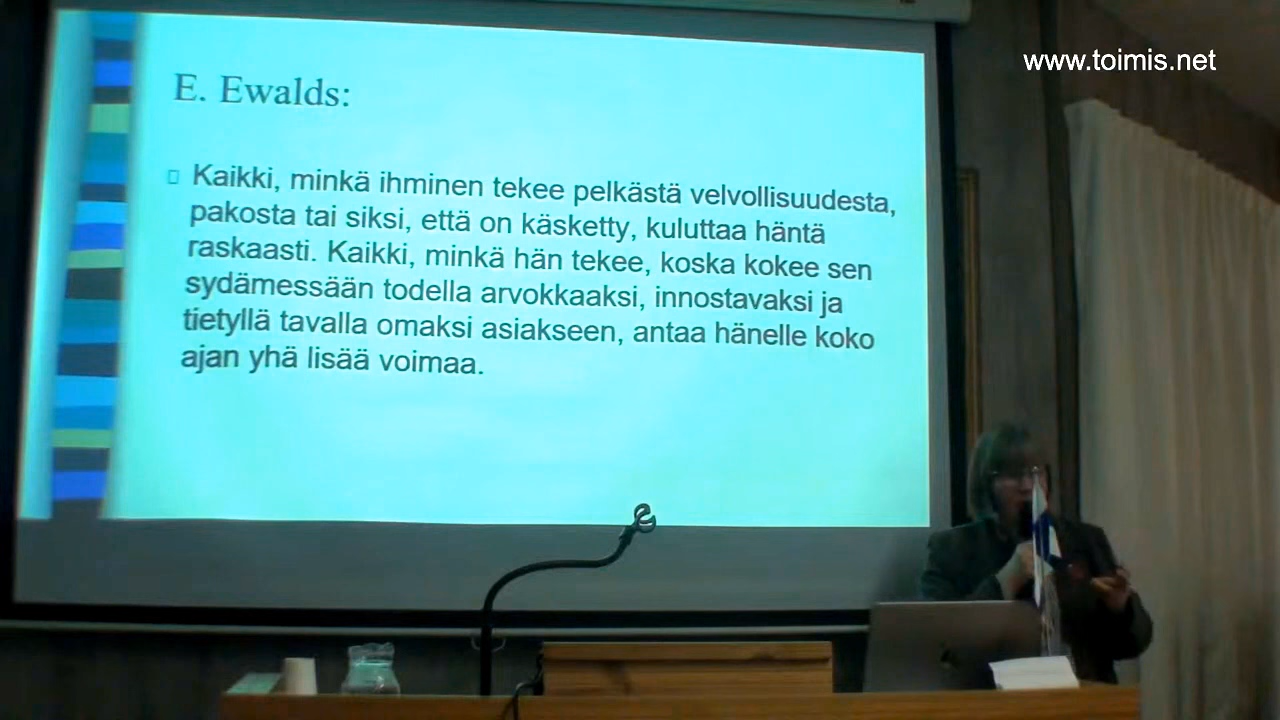 www.toimis.net
E. Ewalds:
Kaikki, minkä ihminen tekee pelkästä velvollisuudesta,
pakosta tai siksi, että on käsketty, kuluttaa häntä
raskaasti. Kaikki, minkä hän tekee, koska kokee sen
sydämessään todella arvokkaaksi, innostavaksi ja
tietyllä tavalla omaksi asiakseen, antaa hänelle koko
ajan yhä lisää voimaa.